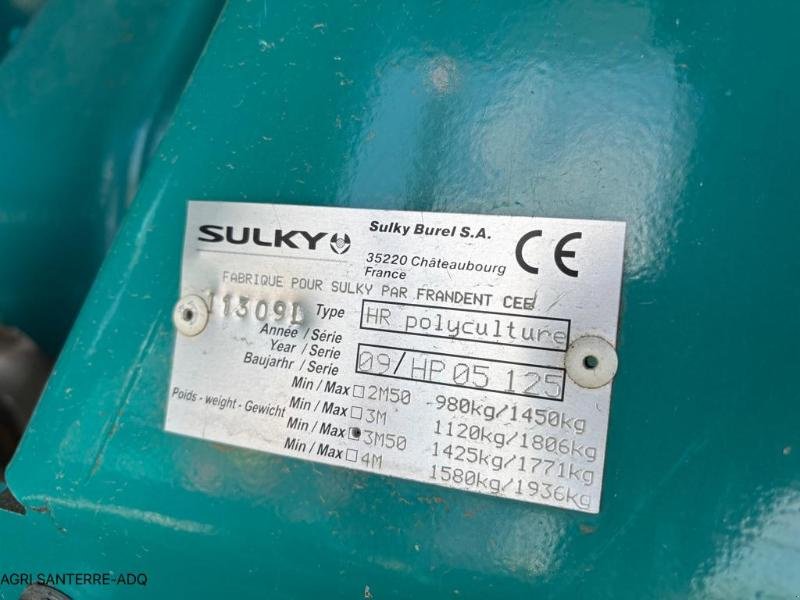 SULKY
Sulky Burel S.A.
35220 Châteaubourg
France
CE
FABRIQUE POUR SULKY PAR FRANDENT CEE
11309L
Type HR polyculture
Année / Série
Year / Serie
Baujahr / Serie
09/HP 05 125
Poids - weight - Gewicht
Min / Max 2M50 980kg/1450kg
Min / Max 3M 1120kg/1806kg
Min / Max 3M50 1425kg/1771kg
Min / Max 4M 1580kg/1936kg
AGRI SANTERRE-ADQ